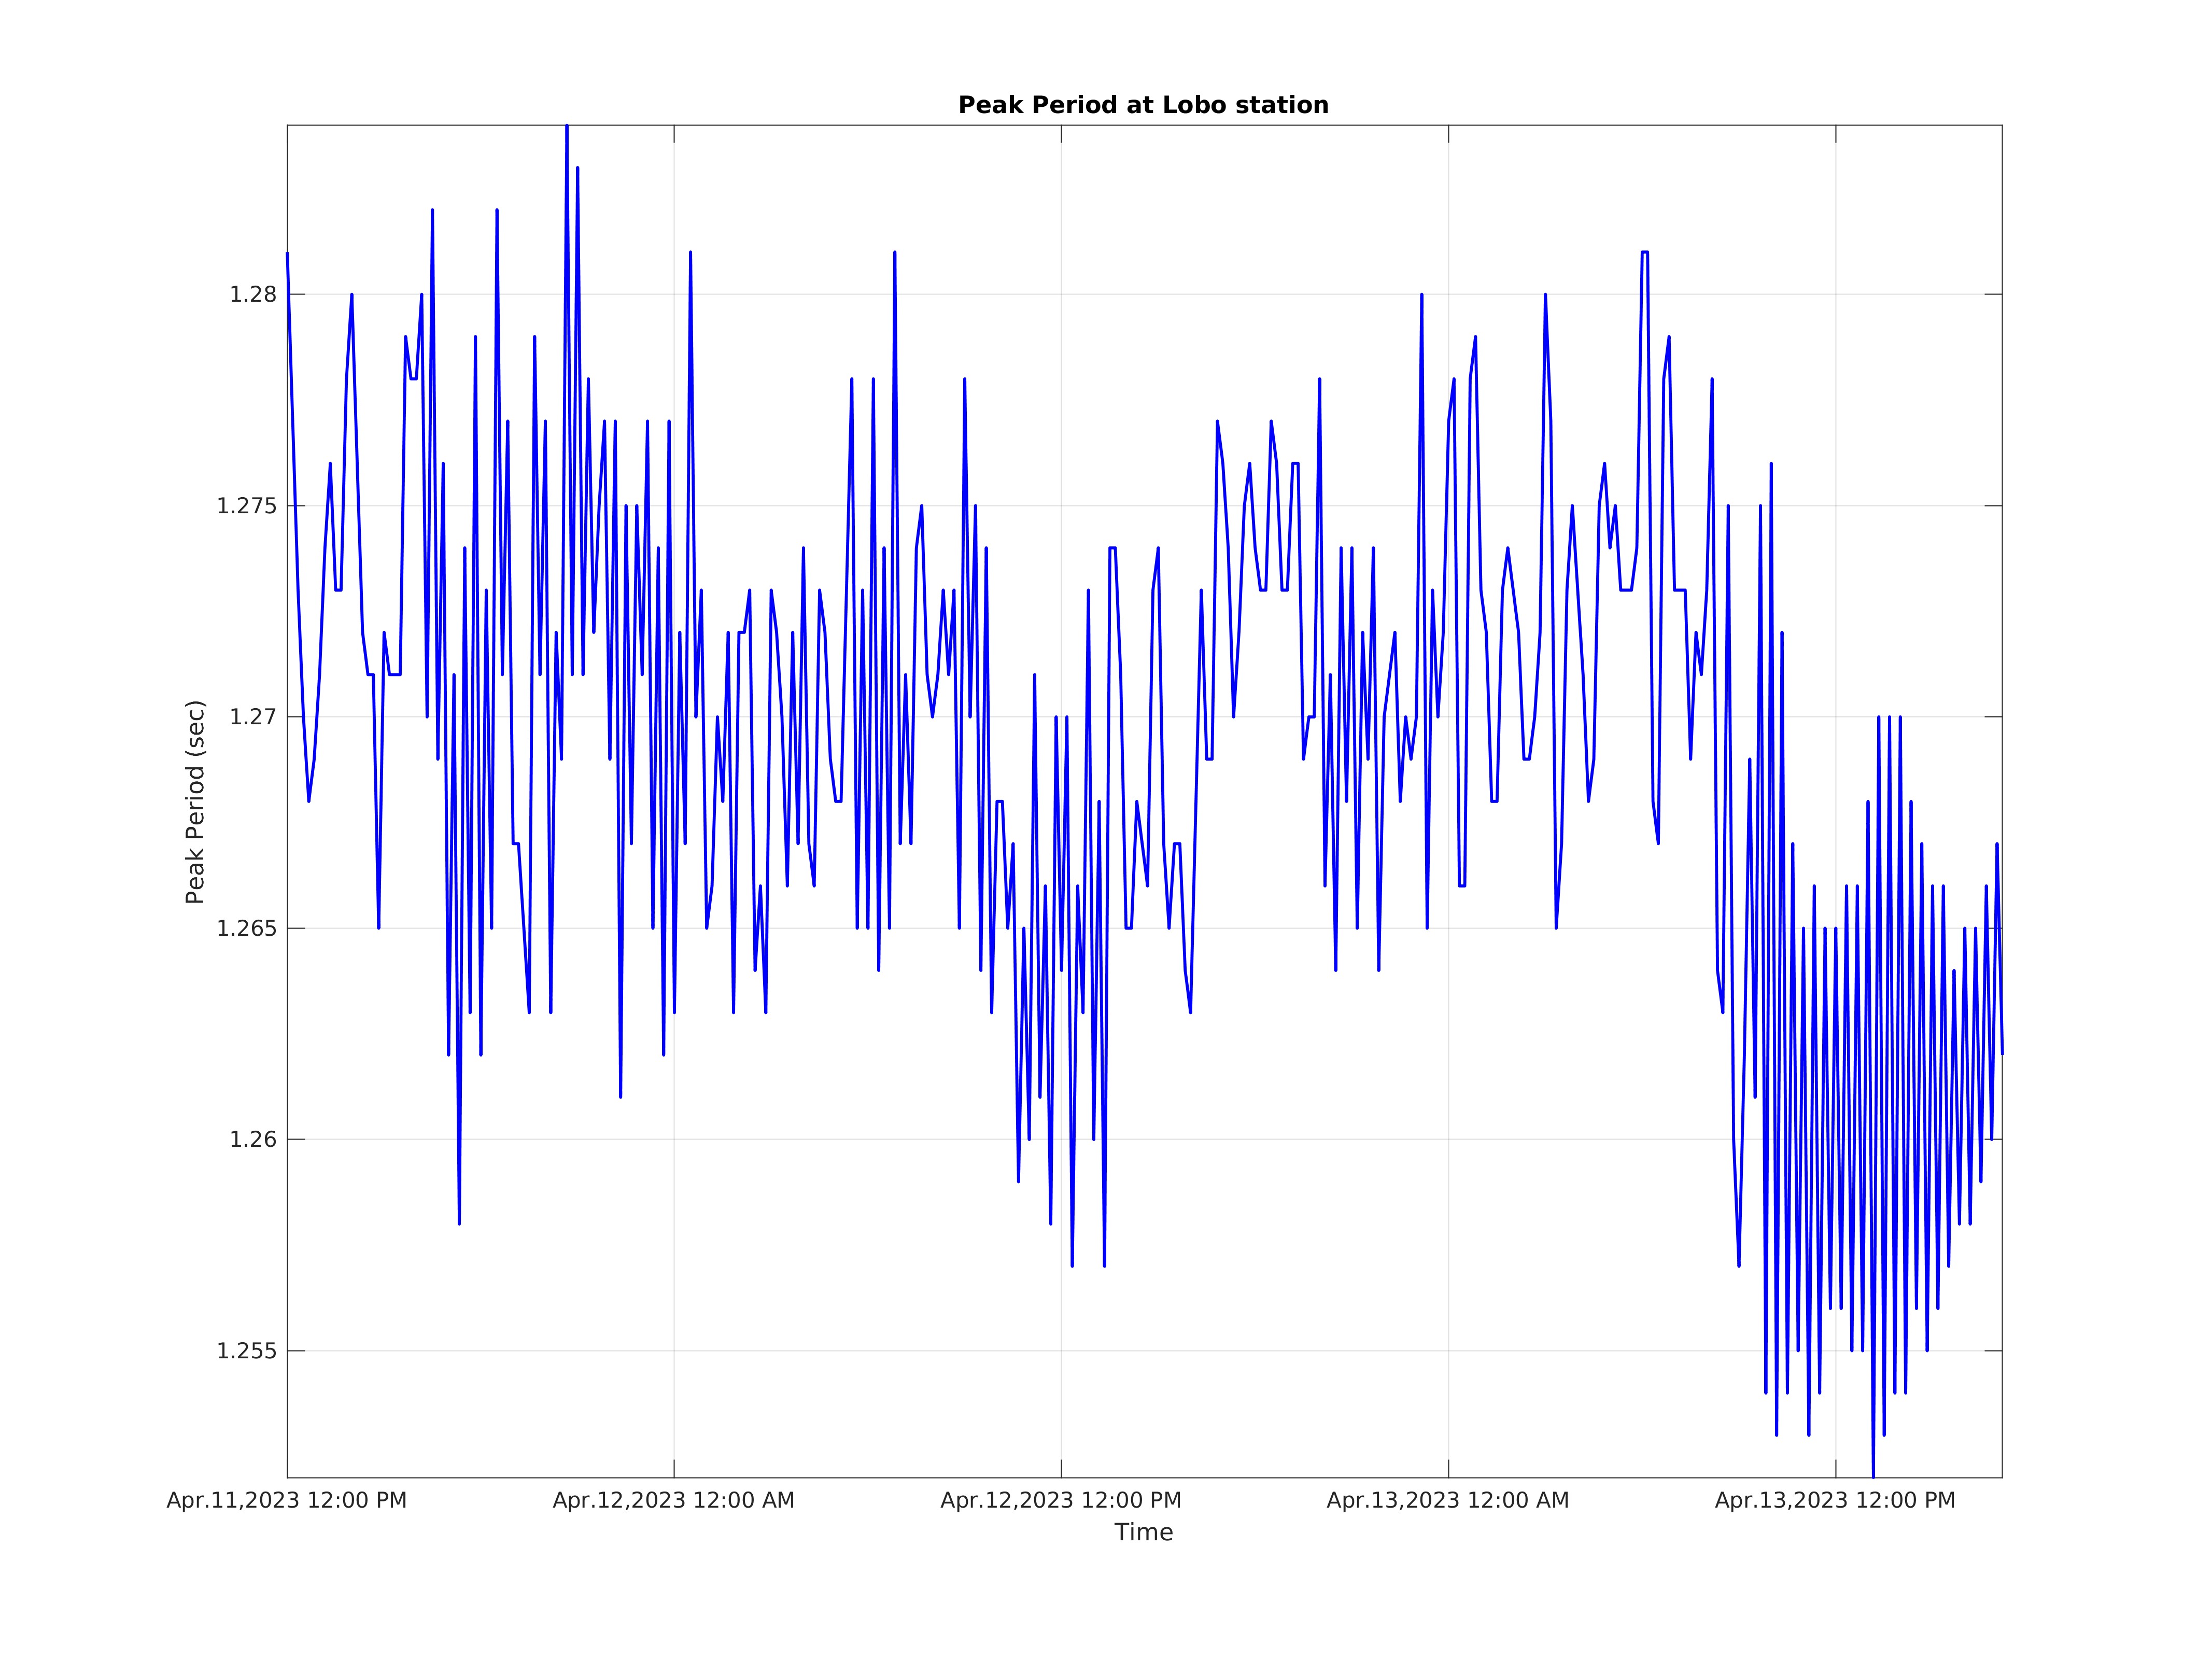 Peak Period at Lobo station
Peak Period (sec)
1.28
1.275
1.27
1.265
1.26
1.255
Apr.11,2023 12:00 PM
Apr.12,2023 12:00 AM
Apr.12,2023 12:00 PM
Apr.13,2023 12:00 AM
Apr.13,2023 12:00 PM
Time